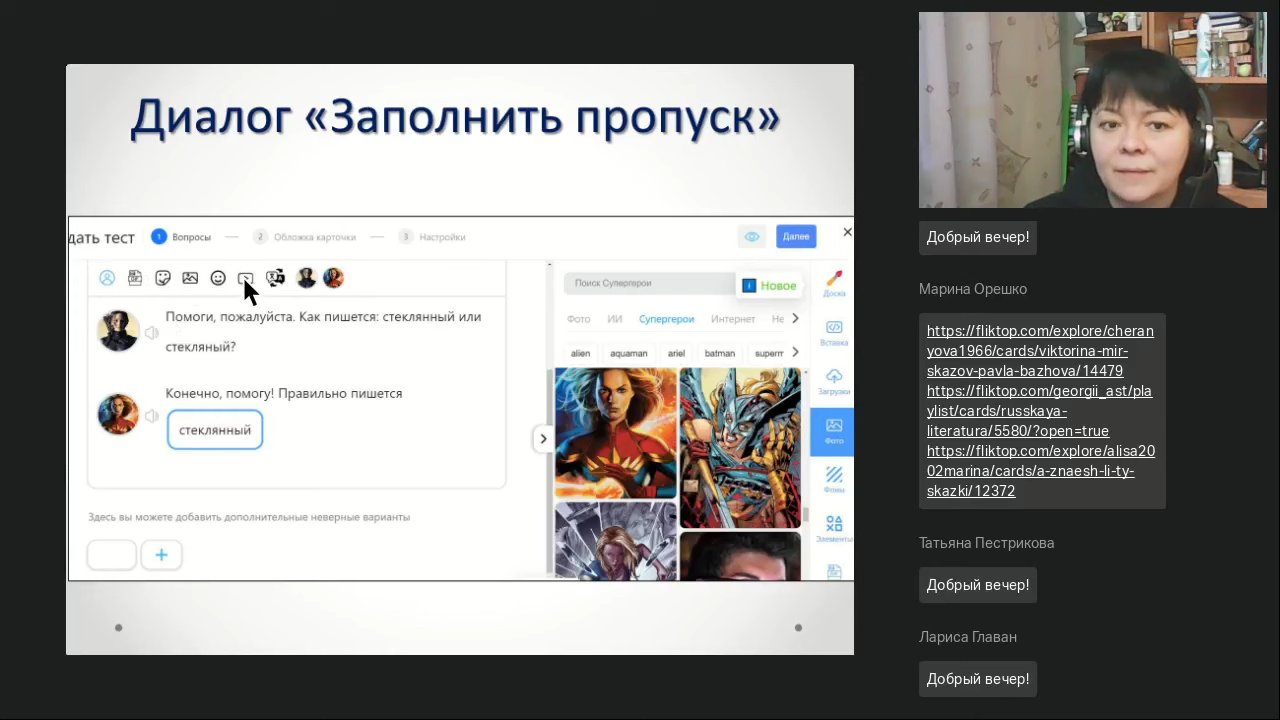 Диалог «Заполнить пропуск»
дать тест
1 Вопросы
2 Обложка карточки
3 Настройки
Далее
Помоги, пожалуйста. Как пишется: стеклянный или
стекляный?
Конечно, помогу! Правильно пишется
стеклянный
Здесь вы можете добавить дополнительные неверные варианты
+
Поиск Супергерои
Новое
Фото ИИ Супергерои Интернет Не
alien aquaman ariel batman superm
Доска
Вставка
Загрузки
Фото
Фоны
Элементы
Добрый вечер!
Марина Орешко
https://fliktop.com/explore/cheran
yova1966/cards/viktorina-mir-
skazov-pavla-bazhova/14479
https://fliktop.com/georgii_ast/pla
ylist/cards/russkaya-
literatura/5580/?open=true
https://fliktop.com/explore/alisa20
02marina/cards/a-znaesh-li-ty-
skazki/12372
Татьяна Пестрикова
Добрый вечер!
Лариса Главан
Добрый вечер!